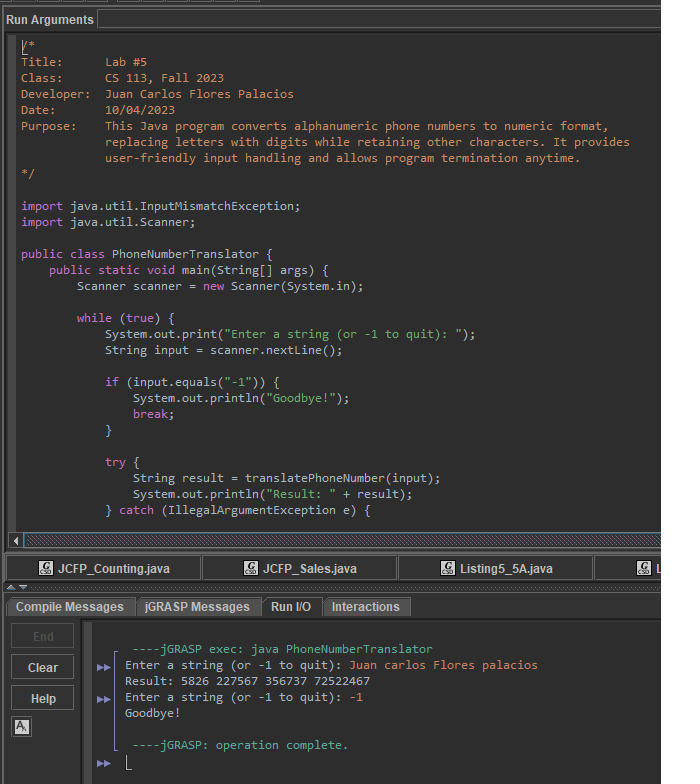 Run Arguments
/*
Title:      Lab #5
Class:      CS 113, Fall 2023
Developer:  Juan Carlos Flores Palacios
Date:       10/04/2023
Purpose:    This Java program converts alphanumeric phone numbers to numeric format,
            replacing letters with digits while retaining other characters. It provides
            user-friendly input handling and allows program termination anytime.
*/
import java.util.InputMismatchException;
import java.util.Scanner;
public class PhoneNumberTranslator {
    public static void main(String[] args) {
        Scanner scanner = new Scanner(System.in);
        while (true) {
            System.out.print("Enter a string (or -1 to quit): ");
            String input = scanner.nextLine();
            if (input.equals("-1")) {
                System.out.println("Goodbye!");
                break;
            }
            try {
                String result = translatePhoneNumber(input);
                System.out.println("Result: " + result);
            } catch (IllegalArgumentException e) {
JCFP_Counting.java JCFP_Sales.java Listing5_5A.java L
Compile Messages jGRASP Messages Run I/O Interactions
End
Clear
Help
 ----jGRASP exec: java PhoneNumberTranslator
Enter a string (or -1 to quit): Juan carlos Flores palacios
Result: 5826 227567 356737 72522467
Enter a string (or -1 to quit): -1
Goodbye!
 ----jGRASP: operation complete.